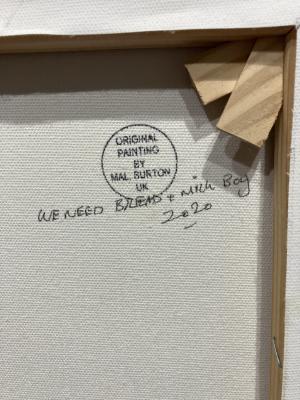 ORIGINAL
PAINTING
BY
MAL. BURTON
UK
WE NEED BREAD + MILK BOY
2020